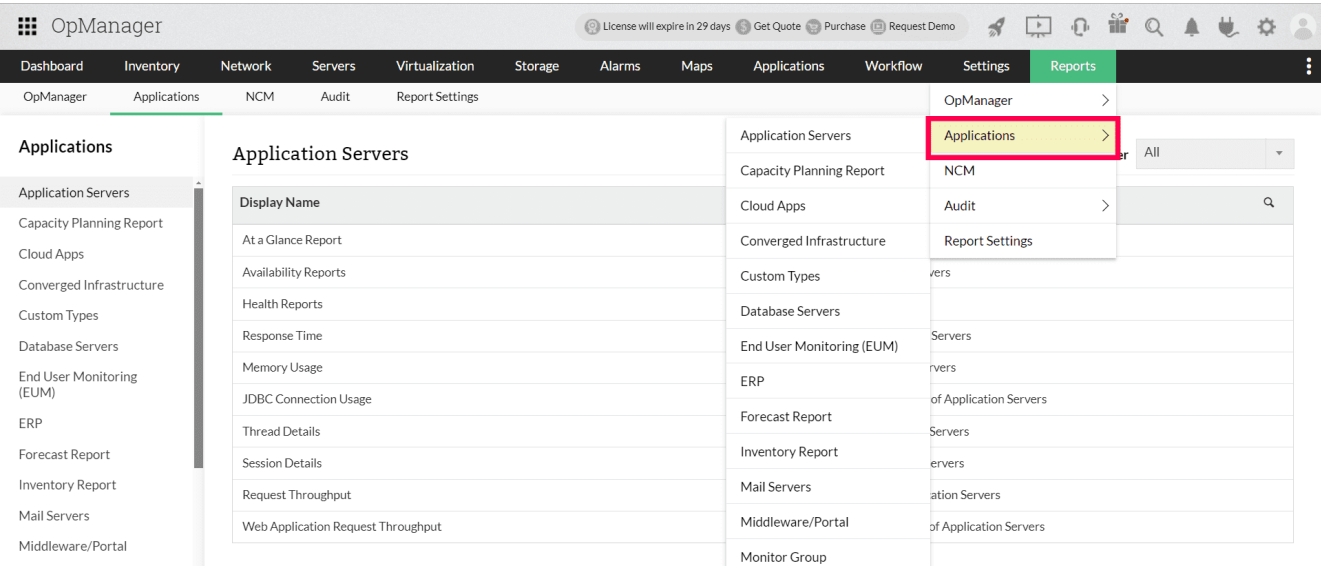 OpManager
License will expire in 29 days Get Quote Purchase Request Demo
Dashboard Inventory Network Servers Virtualization Storage Alarms Maps Applications Workflow Settings Reports
OpManager Applications NCM Audit Report Settings
OpManager
Applications
NCM
Audit
Report Settings
Application Servers
Capacity Planning Report
Cloud Apps
Converged Infrastructure
Custom Types
Database Servers
End User Monitoring (EUM)
ERP
Forecast Report
Inventory Report
Mail Servers
Middleware/Portal
Monitor Group
Applications
Application Servers
Capacity Planning Report
Cloud Apps
Converged Infrastructure
Custom Types
Database Servers
End User Monitoring
(EUM)
ERP
Forecast Report
Inventory Report
Mail Servers
Middleware/Portal
Application Servers
All
Display Name
At a Glance Report
Availability Reports
Health Reports
Response Time
Servers
Memory Usage
JDBC Connection Usage of Application Servers
Thread Details Servers
Session Details
Request Throughput Servers
Web Application Request Throughput of Application Servers